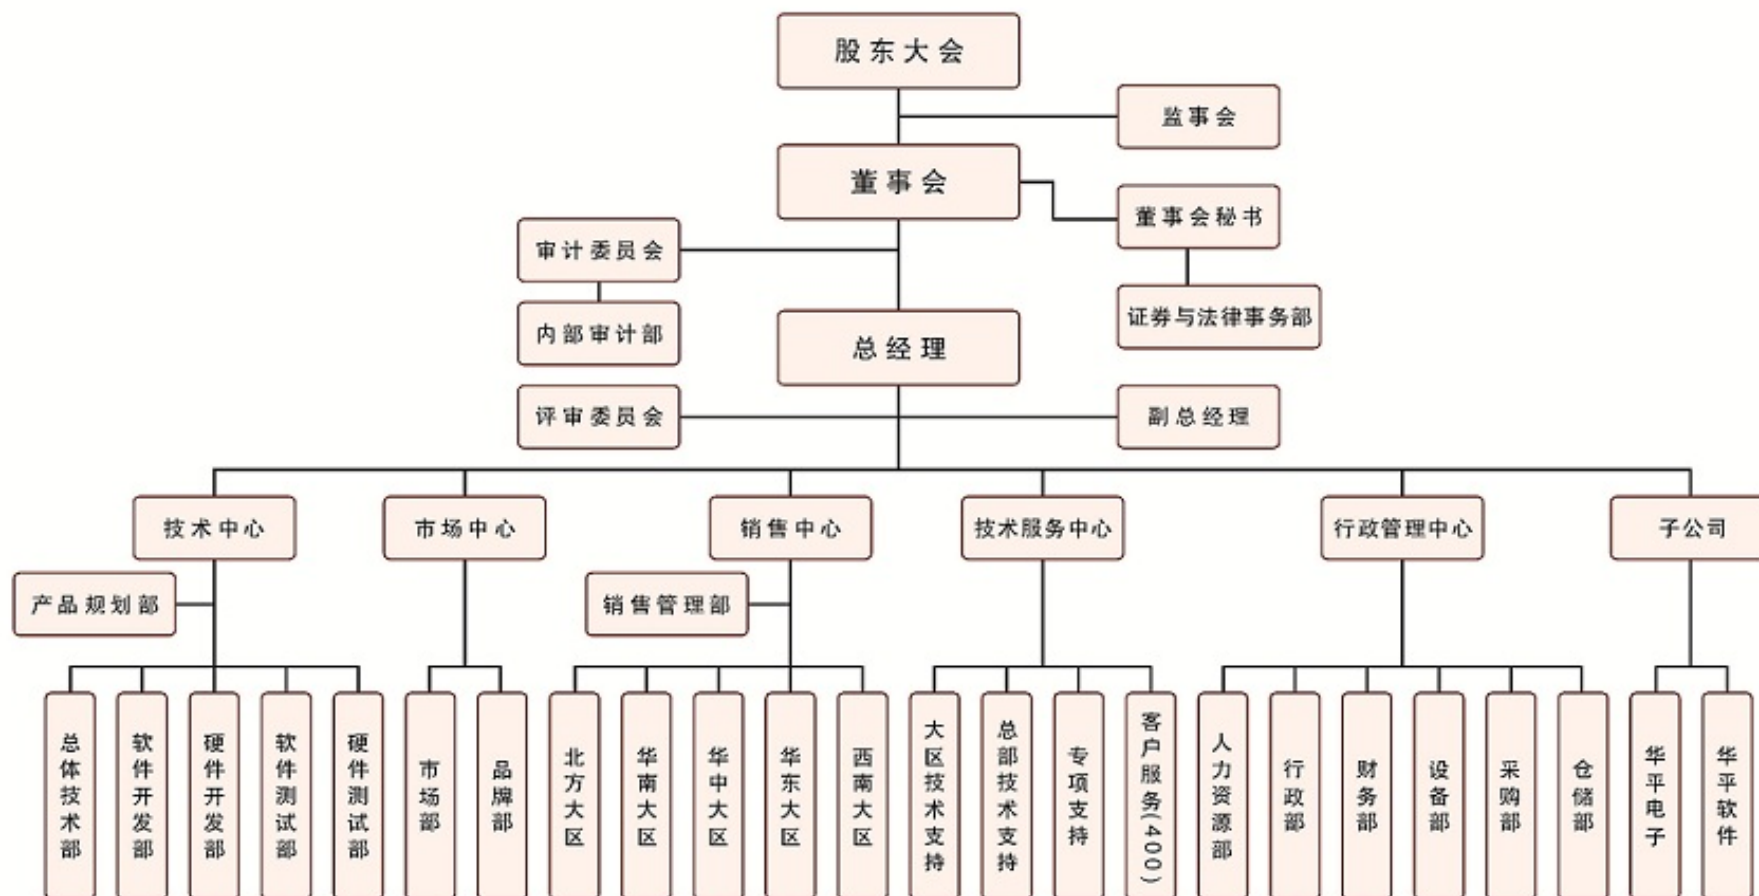 股东大会
监事会
董事会
董事会秘书
审计委员会
证券与法律事务部
内部审计部
总经理
评审委员会
副总经理
技术中心
市场中心
销售中心
技术服务中心
行政管理中心
子公司
产品规划部
销售管理部
总体技术部
软件开发部
硬件开发部
软件测试部
硬件测试部
市场部
品牌部
北方大区
华南大区
华中大区
华东大区
西南大区
大区技术支持
总部技术支持
专项支持
客户服务(400)
人力资源部
行政部
财务部
设备部
采购部
仓储部
华平电子
华平软件